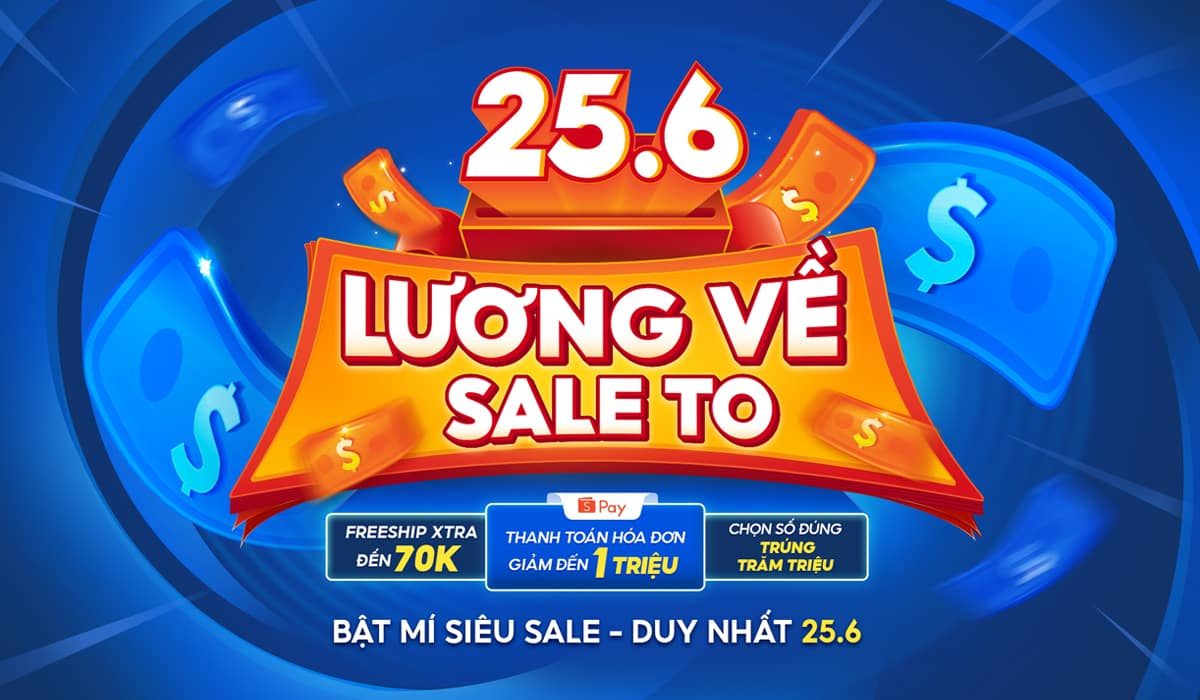 25.6
LƯƠNG VỀ
SALE TO
FREESHIP XTRA
ĐẾN 70K
S Pay
THANH TOÁN HÓA ĐƠN
GIẢM ĐẾN 1 TRIỆU
CHỌN SỐ ĐÚNG
TRÚNG
TRĂM TRIỆU
BẬT MÍ SIÊU SALE - DUY NHẤT 25.6